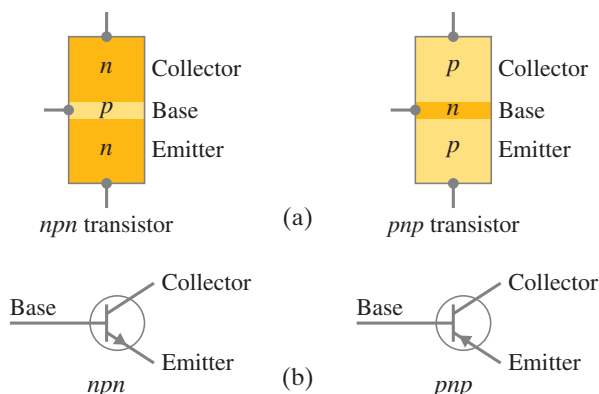 n
Collector
p
Base
n
Emitter
npn transistor
p
Collector
n
Base
p
Emitter
pnp transistor
(a)
Collector
Base
Emitter
npn
Collector
Base
Emitter
pnp
(b)